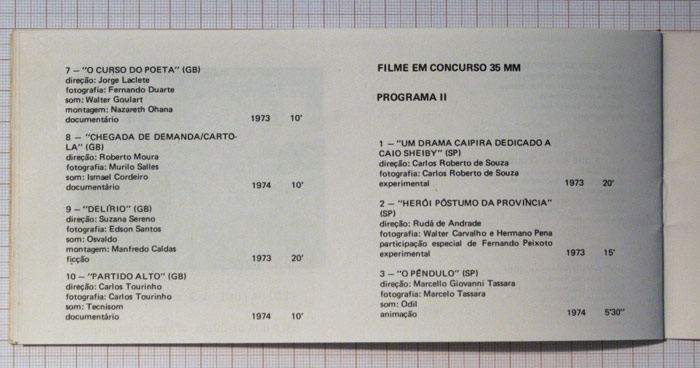 7 — "O CURSO DO POETA" (GB)
direção: Jorge Laclete
fotografia: Fernando Duarte
som: Walter Goulart
montagem: Nazareth Ohana
documentário 1973 10'
8 — "CHEGADA DE DEMANDA/CARTO-
LA" (GB)
direção: Roberto Moura
fotografia: Murilo Salles
som: Ismael Cordeiro
documentário 1974 10'
9 — "DELÍRIO" (GB)
direção: Suzana Sereno
fotografia: Edson Santos
som: Osvaldo
montagem: Manfredo Caldas
ficção 1973 20'
10 — "PARTIDO ALTO" (GB)
direção: Carlos Tourinho
fotografia: Carlos Tourinho
som: Tecnisom
documentário 1974 10'
FILME EM CONCURSO 35 MM
PROGRAMA II
1 — "UM DRAMA CAIPIRA DEDICADO A
CAIO SHEIBY" (SP)
direção: Carlos Roberto de Souza
fotografia: Carlos Roberto de Souza
experimental 1973 20'
2 — "HERÓI PÓSTUMO DA PROVÍNCIA"
(SP)
direção: Rudá de Andrade
fotografia: Walter Carvalho e Hermano Pena
participação especial de Fernando Peixoto
experimental 1973 15'
3 — "O PÊNDULO" (SP)
direção: Marcello Giovanni Tassara
fotografia: Marcelo Tassara
som: Odil
animação 1974 5'30"